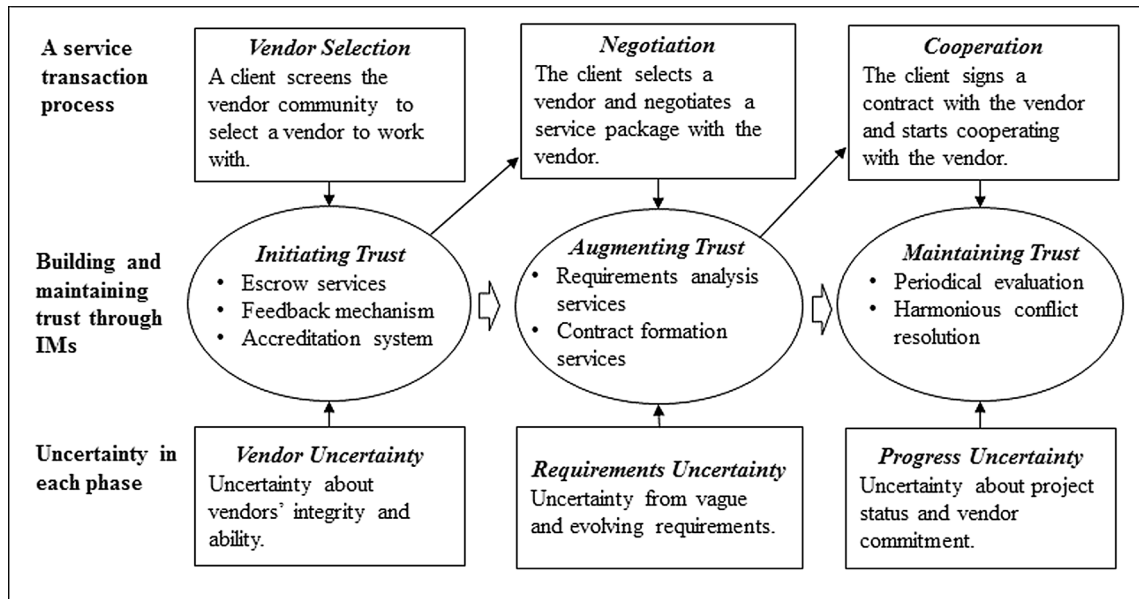 A service
transaction
process
Vendor Selection
A client screens the
vendor community to
select a vendor to work
with.
Negotiation
The client selects a
vendor and negotiates a
service package with the
vendor.
Cooperation
The client signs a
contract with the vendor
and starts cooperating
with the vendor.
Building and
maintaining
trust through
IMs
Initiating Trust
• Escrow services
• Feedback mechanism
• Accreditation system
Augmenting Trust
• Requirements analysis
services
• Contract formation
services
Maintaining Trust
• Periodical evaluation
• Harmonious conflict
resolution
Uncertainty in
each phase
Vendor Uncertainty
Uncertainty about
vendors’ integrity and
ability.
Requirements Uncertainty
Uncertainty from vague
and evolving requirements.
Progress Uncertainty
Uncertainty about project
status and vendor
commitment.